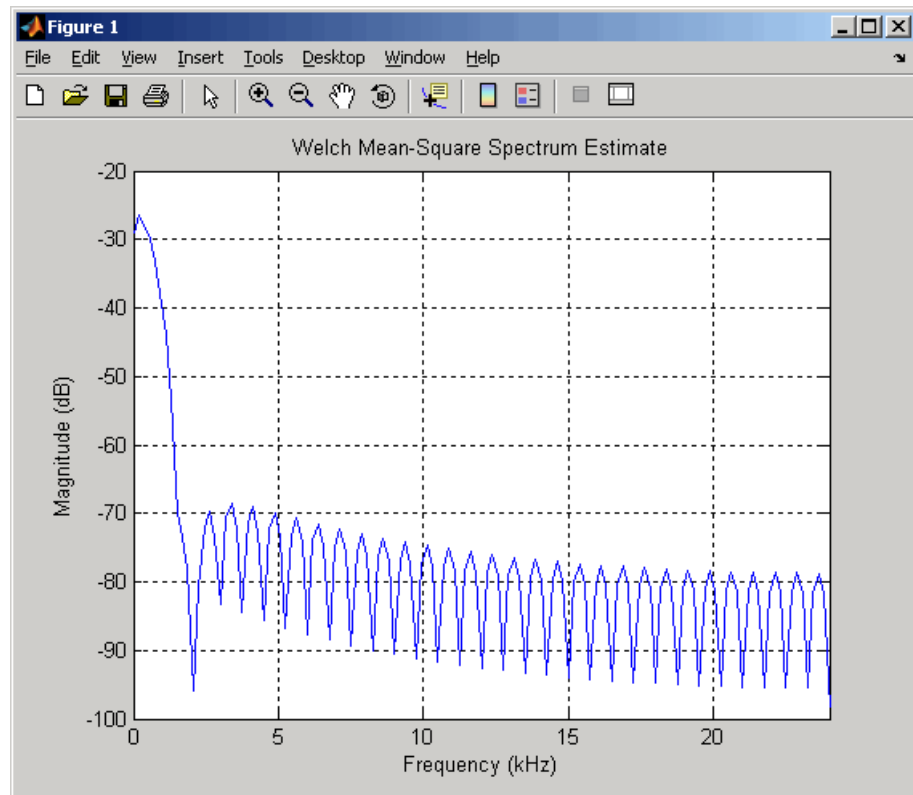 Figure 1
File Edit View Insert Tools Desktop Window Help
Welch Mean-Square Spectrum Estimate
-20
-30
-40
-50
-60
-70
-80
-90
-100
Magnitude (dB)
0 5 10 15 20
Frequency (kHz)